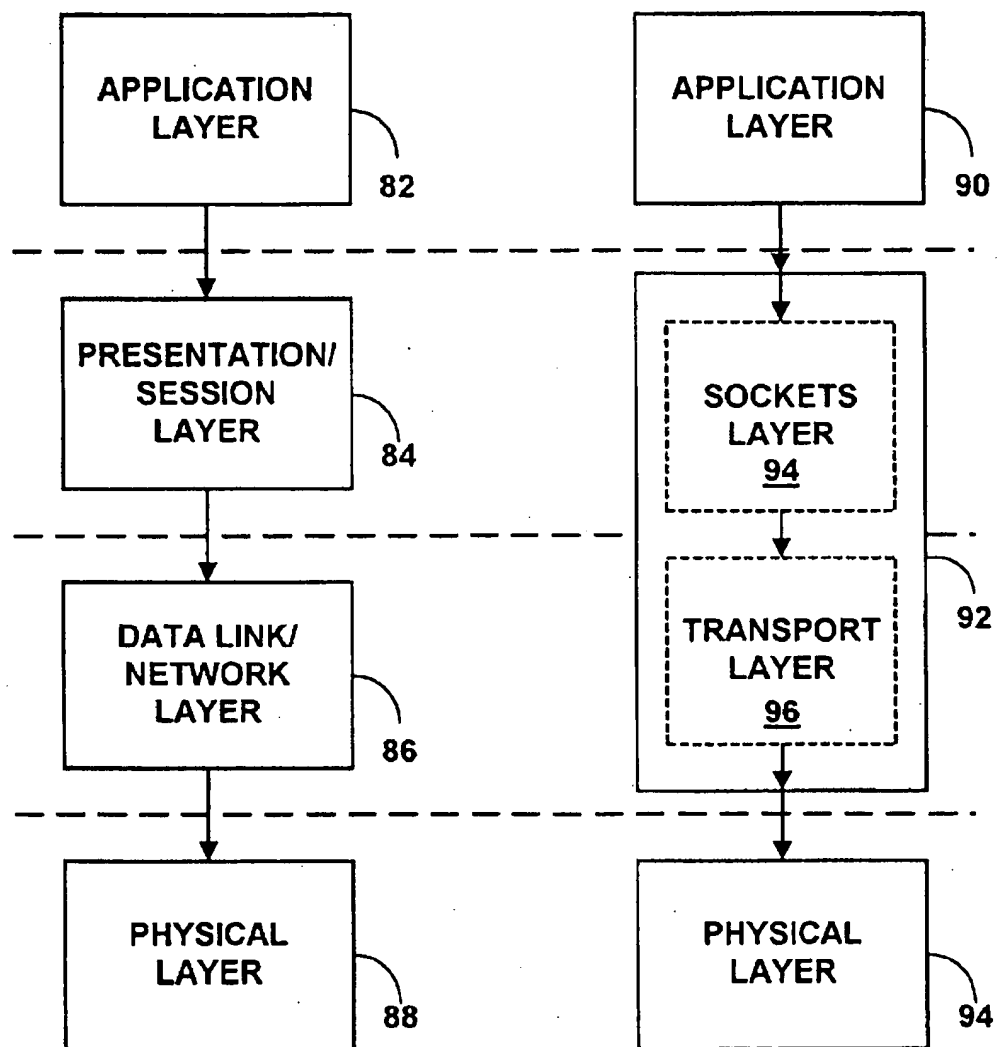 APPLICATION
LAYER
82
APPLICATION
LAYER
90
PRESENTATION/
SESSION
LAYER
84
SOCKETS
LAYER
94
DATA LINK/
NETWORK
LAYER
86
TRANSPORT
LAYER
96
92
PHYSICAL
LAYER
88
PHYSICAL
LAYER
94